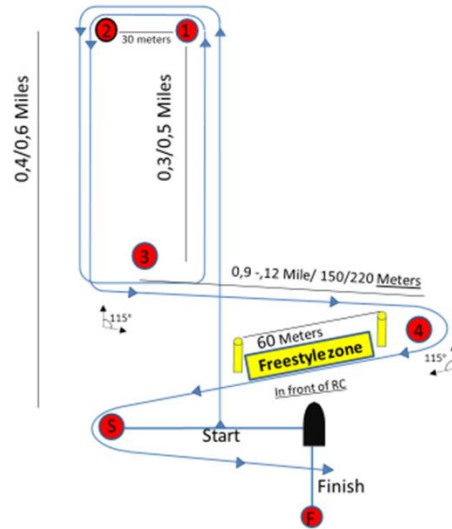 2
1
30 meters
0,4/0,6 Miles
0,3/0,5 Miles
3
0,9 -,12 Mile/ 150/220 Meters
115°
4
60 Meters
Freestyle zone
115°
In front of RC
S
Start
Finish
F